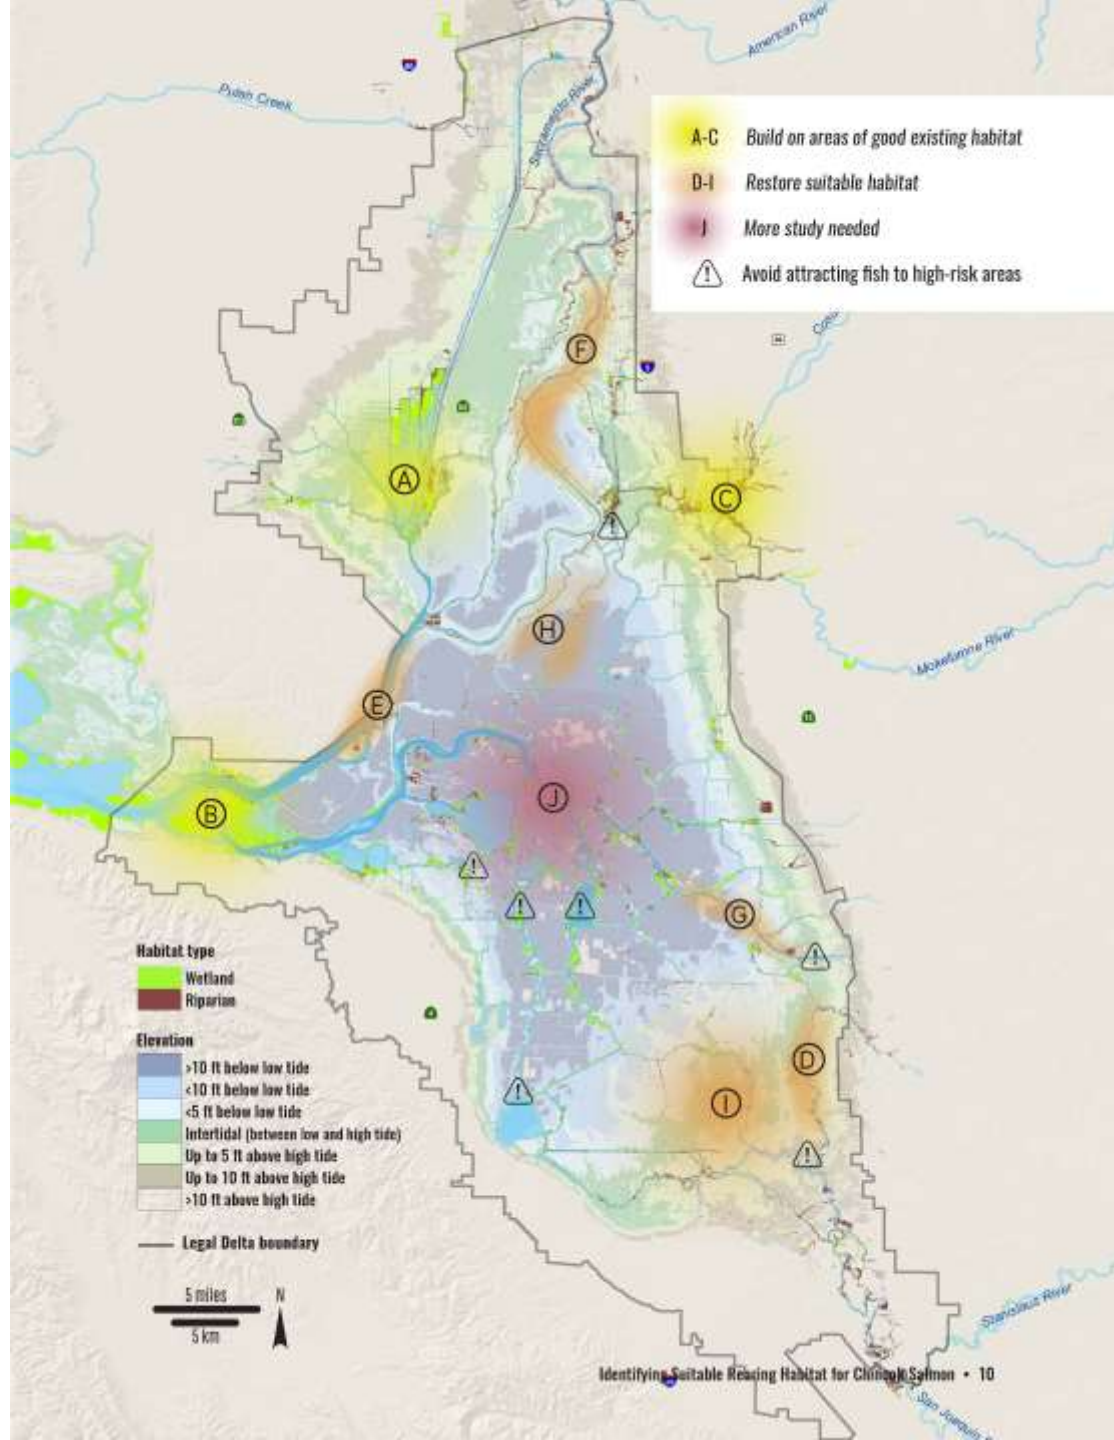 American River
Putah Creek
Sacramento River
A-C Build on areas of good existing habitat
D-I Restore suitable habitat
J More study needed
Avoid attracting fish to high-risk areas
F
A
C
H
Mokelumne River
E
J
B
G
D
I
Habitat type
Wetland
Riparian
Elevation
>10 ft below low tide
<10 ft below low tide
<5 ft below low tide
Intertidal (between low and high tide)
Up to 5 ft above high tide
Up to 10 ft above high tide
>10 ft above high tide
Legal Delta boundary
5 miles
N
5 km
Stanislaus River
Identifying Suitable Rearing Habitat for Chinook Salmon • 10
San Joaquin